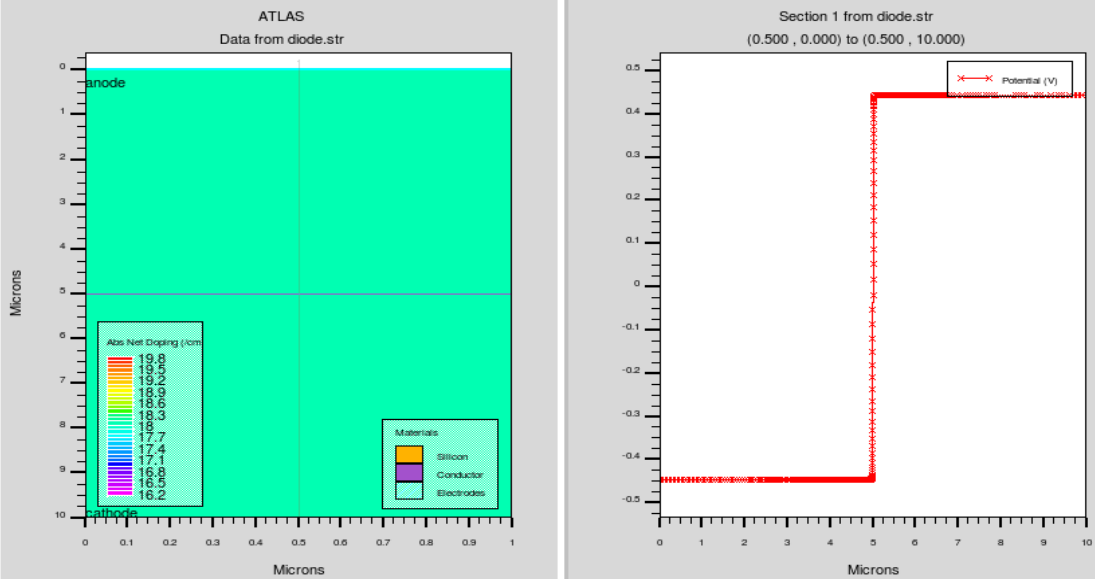 ATLAS
Data from diode.str
Microns
0
1
2
3
4
5
6
7
8
9
10
anode
cathode
Abs Net Doping (/cm
19.8
19.5
19.2
18.9
18.6
18.3
18
17.7
17.4
17.1
16.8
16.5
16.2
Materials
Silicon
Conductor
Electrodes
0 0.1 0.2 0.3 0.4 0.5 0.6 0.7 0.8 0.9 1
Microns
Section 1 from diode.str
(0.500 , 0.000) to (0.500 , 10.000)
Potential (V)
0.5
0.4
0.3
0.2
0.1
0
-0.1
-0.2
-0.3
-0.4
-0.5
0 1 2 3 4 5 6 7 8 9 10
Microns